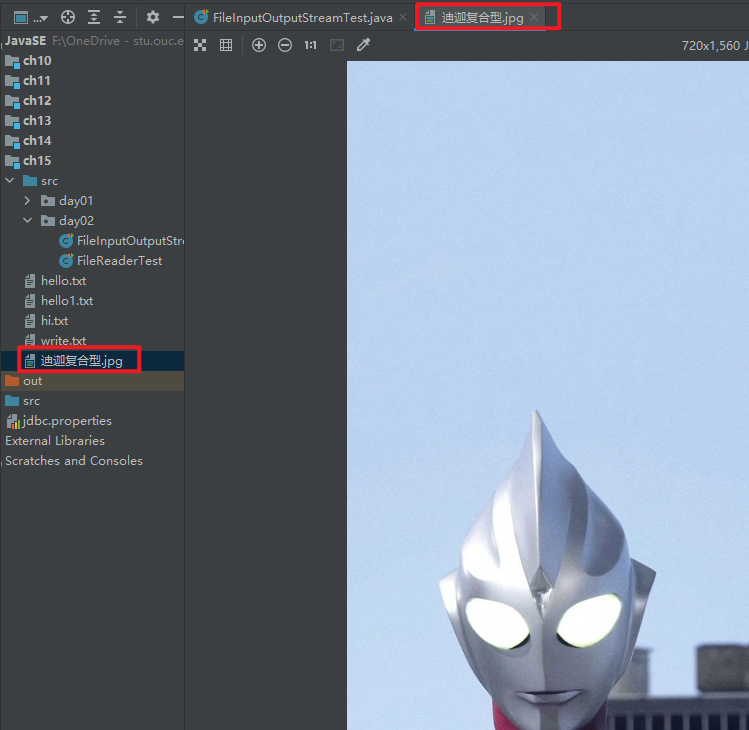 FileInputOutputStreamTest.java
迪迦复合型.jpg
JavaSE F:\OneDrive - stu.ouc.e
1:1
720x1,560 J
ch10
ch11
ch12
ch13
ch14
ch15
src
day01
day02
FileInputOutputStre
FileReaderTest
hello.txt
hello1.txt
hi.txt
write.txt
迪迦复合型.jpg
out
src
jdbc.properties
External Libraries
Scratches and Consoles